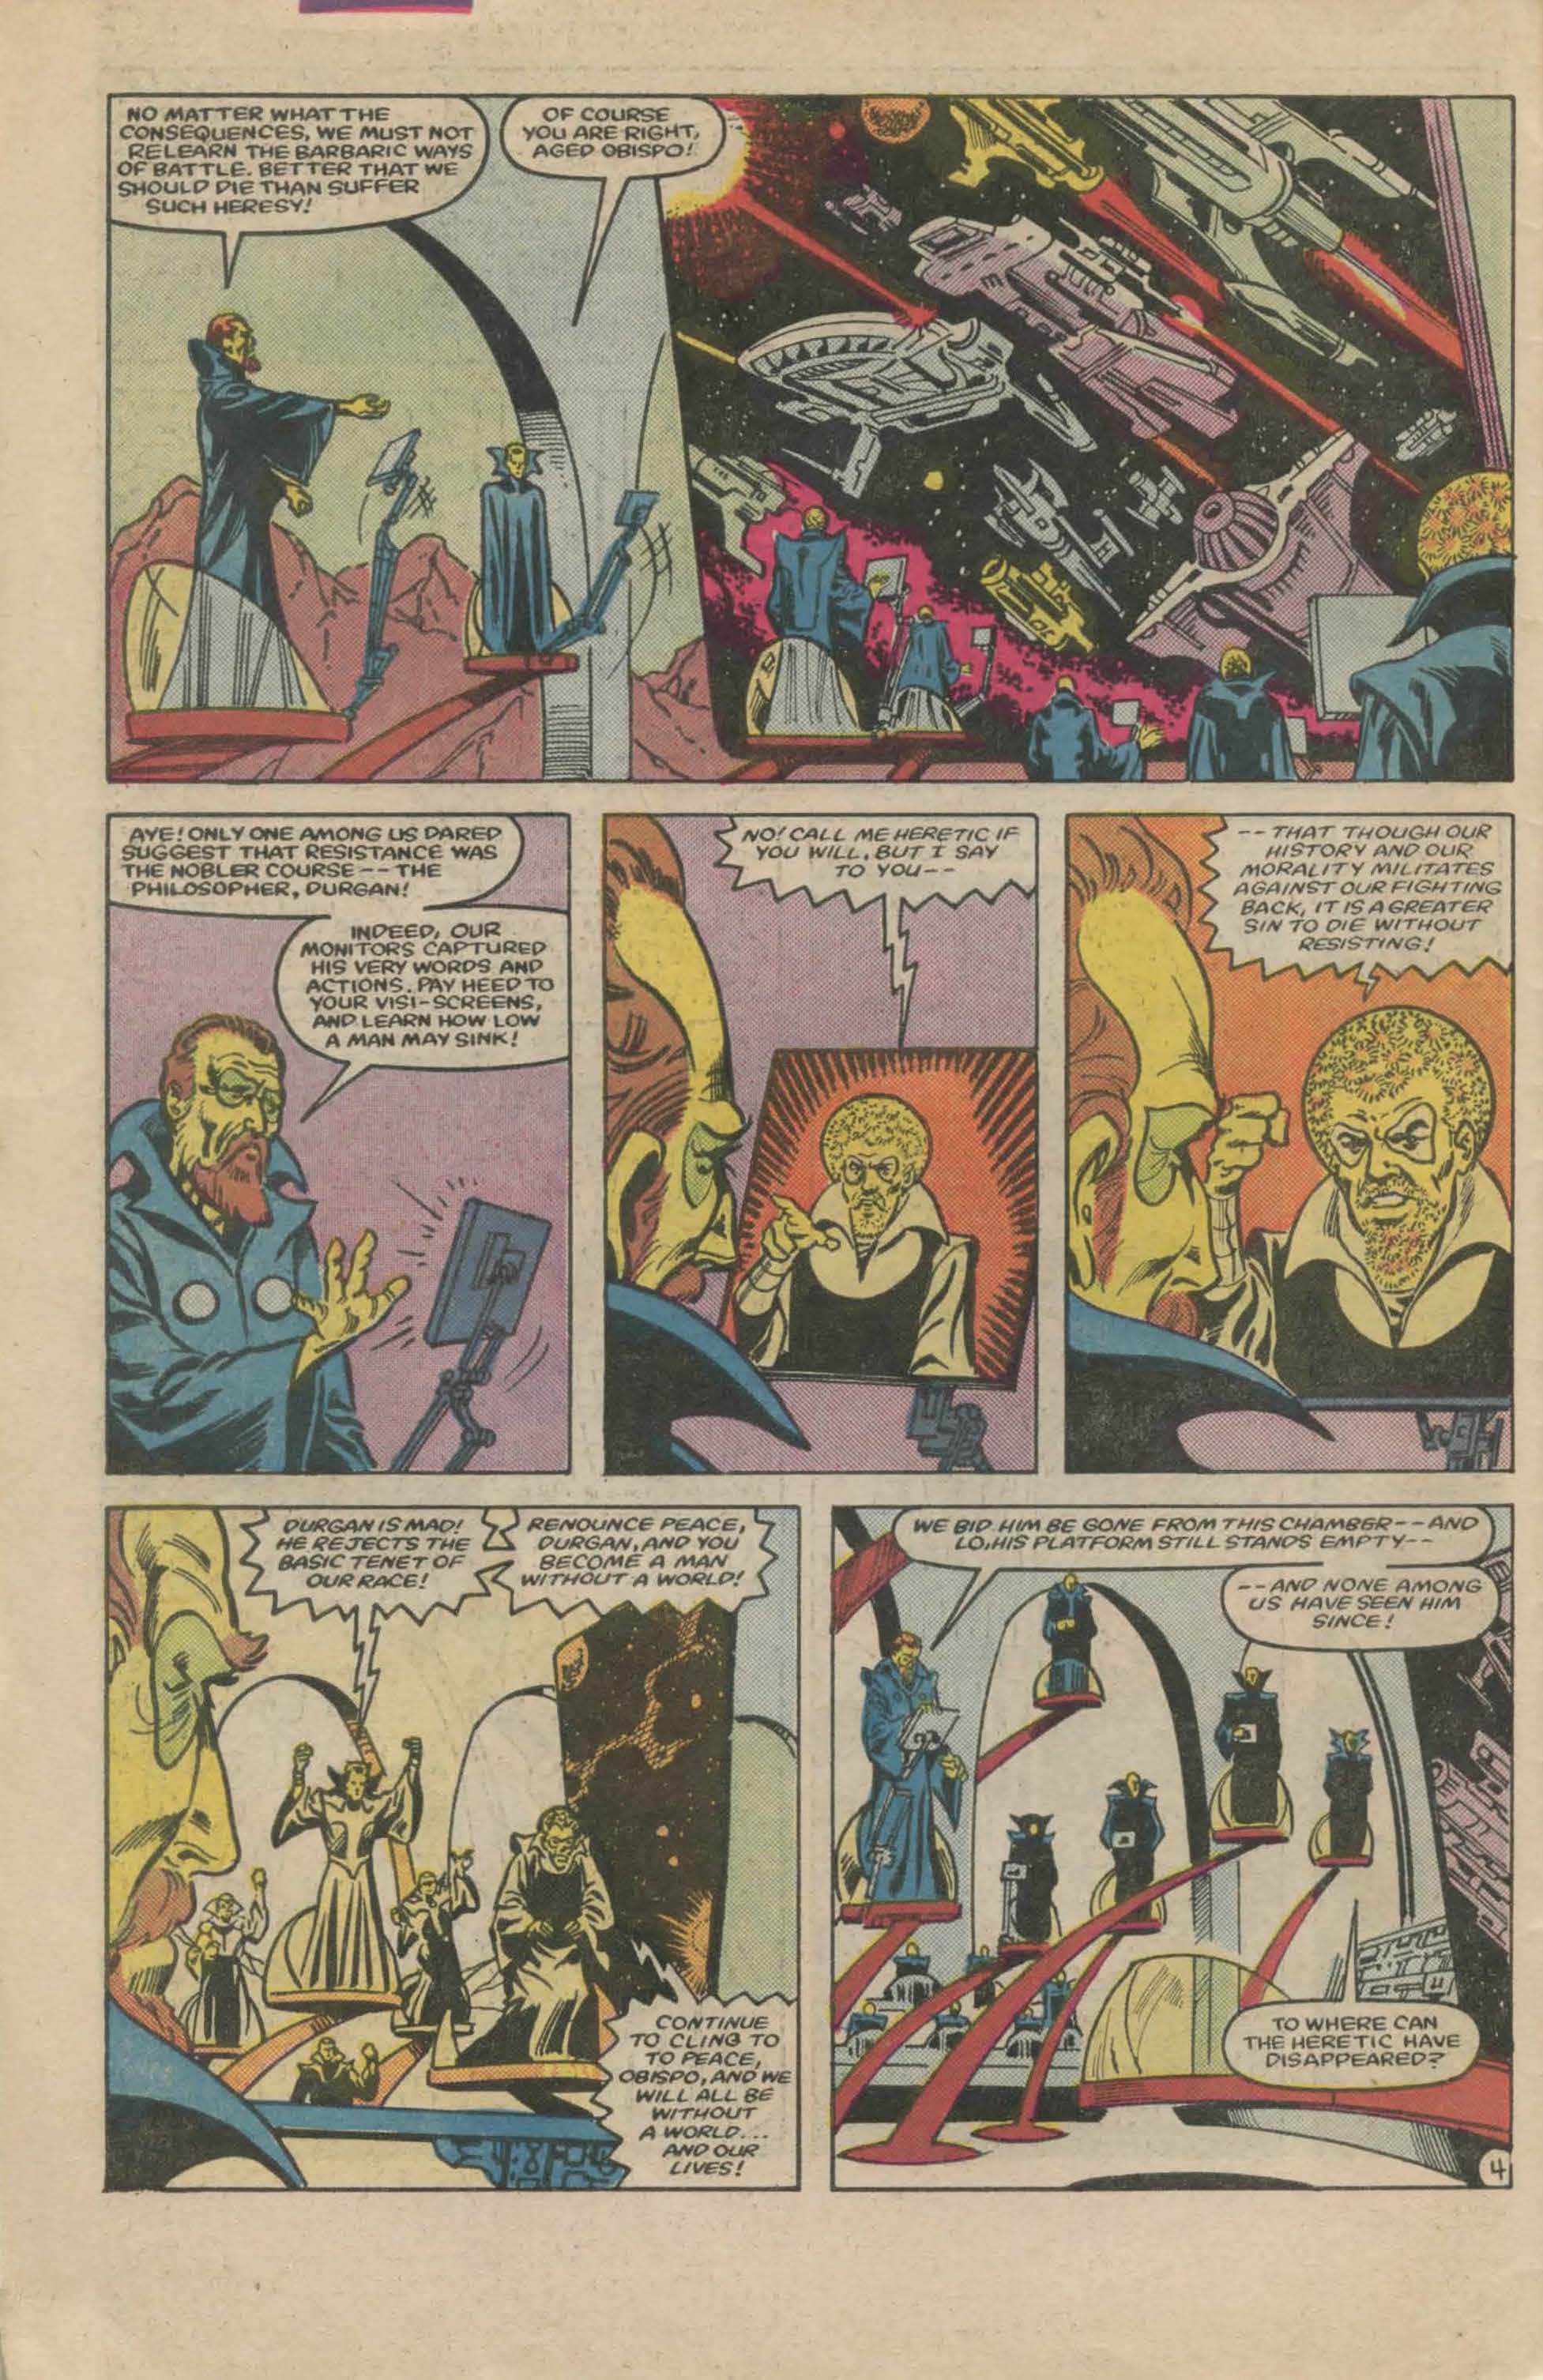 NO MATTER WHAT THE
CONSEQUENCES, WE MUST NOT
RELEARN THE BARBARIC WAYS
OF BATTLE. BETTER THAT WE
SHOULD DIE THAN SUFFER
SUCH HERESY!
OF COURSE
YOU ARE RIGHT,
AGED OBISPO!
AYE! ONLY ONE AMONG US DARED
SUGGEST THAT RESISTANCE WAS
THE NOBLER COURSE -- THE
PHILOSOPHER, DURGAN!
INDEED, OUR
MONITORS CAPTURED
HIS VERY WORDS AND
ACTIONS. PAY HEED TO
YOUR VISI-SCREENS,
AND LEARN HOW LOW
A MAN MAY SINK!
NO! CALL ME HERETIC IF
YOU WILL, BUT I SAY
TO YOU--
-- THAT THOUGH OUR
HISTORY AND OUR
MORALITY MILITATES
AGAINST OUR FIGHTING
BACK, IT IS A GREATER
SIN TO DIE WITHOUT
RESISTING!
DURGAN IS MAD!
HE REJECTS THE
BASIC TENET OF
OUR RACE!
RENOUNCE PEACE,
DURGAN, AND YOU
BECOME A MAN
WITHOUT A WORLD!
CONTINUE
TO CLING TO
TO PEACE,
OBISPO, AND WE
WILL ALL BE
WITHOUT
A WORLD...
AND OUR
LIVES!
WE BID HIM BE GONE FROM THIS CHAMBER -- AND
LO, HIS PLATFORM STILL STANDS EMPTY--
--AND NONE AMONG
US HAVE SEEN HIM
SINCE!
TO WHERE CAN
THE HERETIC HAVE
DISAPPEARED?
4